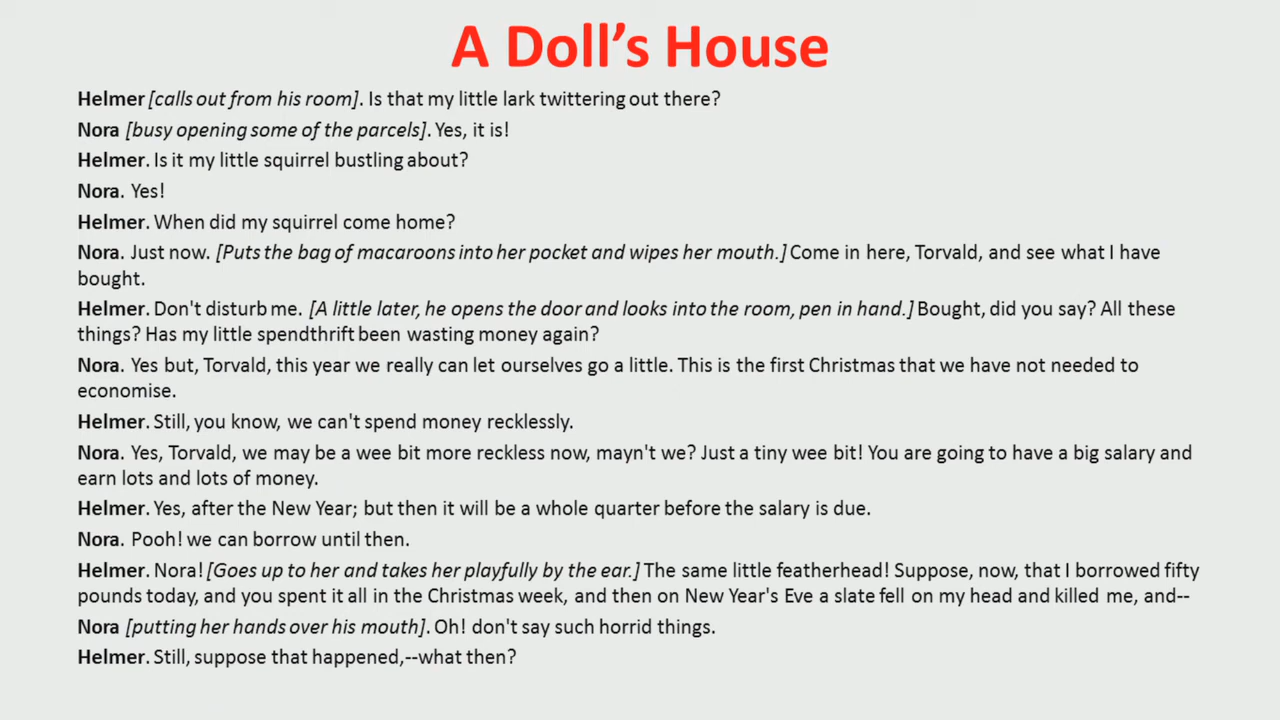 A Doll’s House
Helmer [calls out from his room]. Is that my little lark twittering out there?
Nora [busy opening some of the parcels]. Yes, it is!
Helmer. Is it my little squirrel bustling about?
Nora. Yes!
Helmer. When did my squirrel come home?
Nora. Just now. [Puts the bag of macaroons into her pocket and wipes her mouth.] Come in here, Torvald, and see what I have
bought.
Helmer. Don't disturb me. [A little later, he opens the door and looks into the room, pen in hand.] Bought, did you say? All these
things? Has my little spendthrift been wasting money again?
Nora. Yes but, Torvald, this year we really can let ourselves go a little. This is the first Christmas that we have not needed to
economise.
Helmer. Still, you know, we can't spend money recklessly.
Nora. Yes, Torvald, we may be a wee bit more reckless now, mayn't we? Just a tiny wee bit! You are going to have a big salary and
earn lots and lots of money.
Helmer. Yes, after the New Year; but then it will be a whole quarter before the salary is due.
Nora. Pooh! we can borrow until then.
Helmer. Nora! [Goes up to her and takes her playfully by the ear.] The same little featherhead! Suppose, now, that I borrowed fifty
pounds today, and you spent it all in the Christmas week, and then on New Year's Eve a slate fell on my head and killed me, and--
Nora [putting her hands over his mouth]. Oh! don't say such horrid things.
Helmer. Still, suppose that happened,--what then?